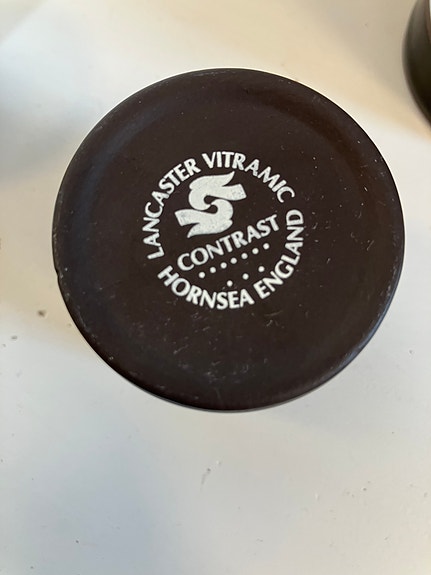 LANCASTER VITRAMIC
CONTRAST
HORNSEA ENGLAND